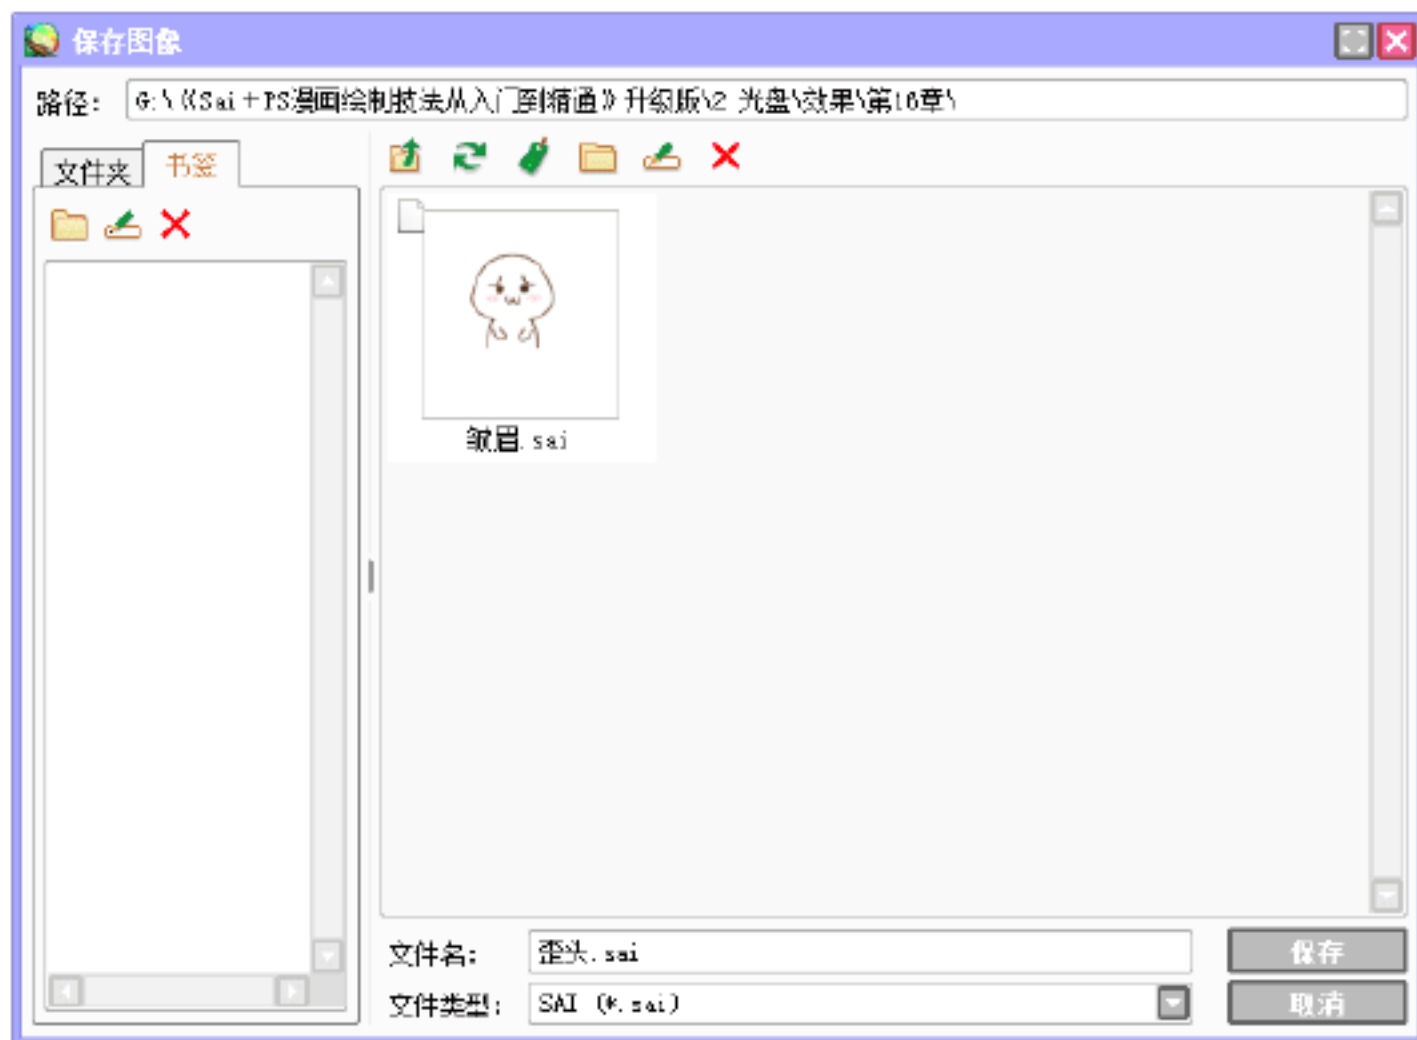 保存图像
路径: G:\《Sai+PS漫画绘制技法从入门到精通》升级版\2 光盘\效果\第16章\
文件夹 书签
皱眉.sai
文件名: 歪头.sai 保存
文件类型: SAI (*.sai) 取消